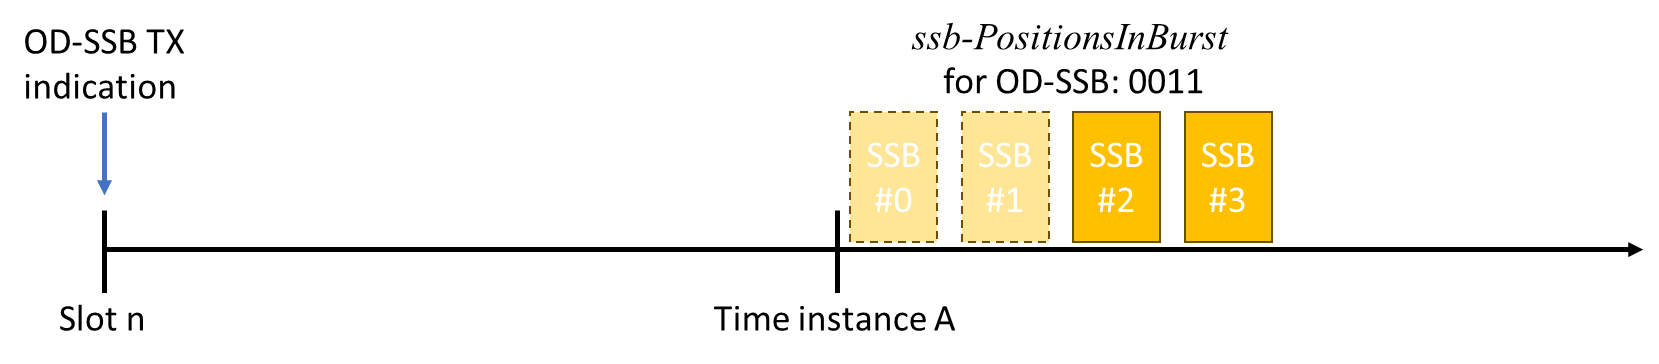 OD-SSB TX
indication
ssb-PositionsInBurst
for OD-SSB: 0011
SSB
#0
SSB
#1
SSB
#2
SSB
#3
Slot n
Time instance A